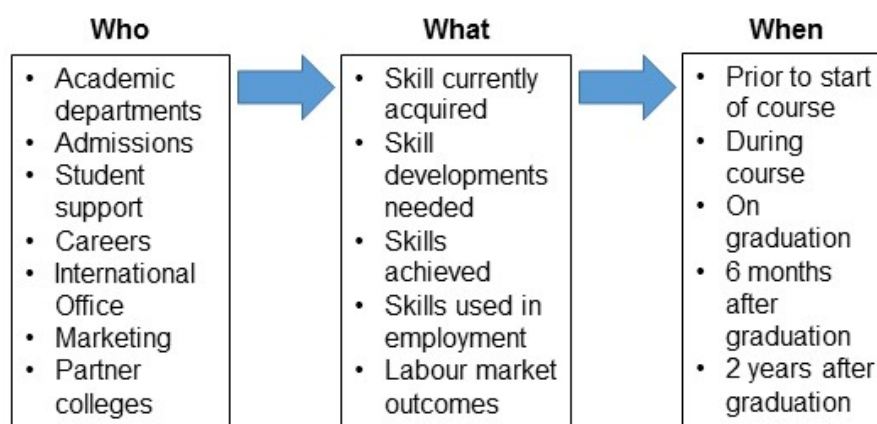 Who
• Academic
departments
• Admissions
• Student
support
• Careers
• International
Office
• Marketing
• Partner
colleges
What
• Skill currently
acquired
• Skill
developments
needed
• Skills
achieved
• Skills used in
employment
• Labour market
outcomes
When
• Prior to start
of course
• During
course
• On
graduation
• 6 months
after
graduation
• 2 years after
graduation